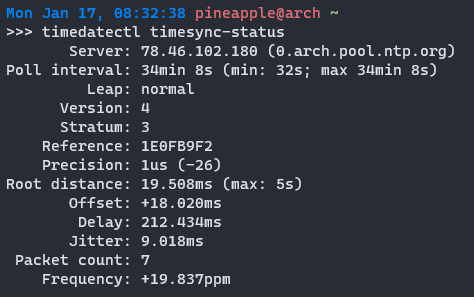 Mon Jan 17, 08:32:38 pineapple@arch ~
>>> timedatectl timesync-status
Server: 78.46.102.180 (0.arch.pool.ntp.org)
Poll interval: 34min 8s (min: 32s; max 34min 8s)
Leap: normal
Version: 4
Stratum: 3
Reference: 1E0FB9F2
Precision: 1us (-26)
Root distance: 19.508ms (max: 5s)
Offset: +18.020ms
Delay: 212.434ms
Jitter: 9.018ms
Packet count: 7
Frequency: +19.837ppm